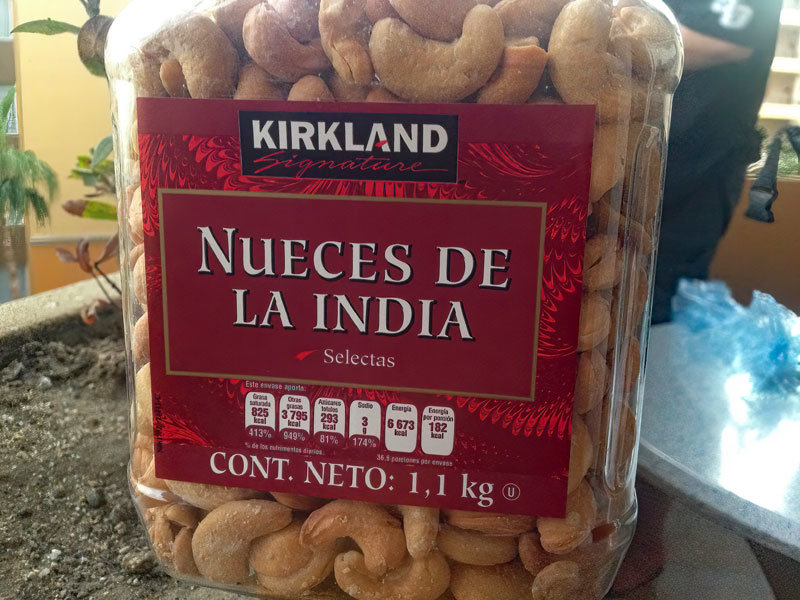 KIRKLAND
Signature
NUECES DE
LA INDIA
Selectas
Este envase aporta:
Grasa saturada 825 kcal 413%
Otras grasas 3 795 kcal 949%
Azúcares totales 293 kcal 81%
Sodio 3 g 174%
Energía 6 673 kcal
Energía por porción 182 kcal
% de los nutrimentos diarios
36,6 porciones por envase
CONT. NETO: 1,1 kg U